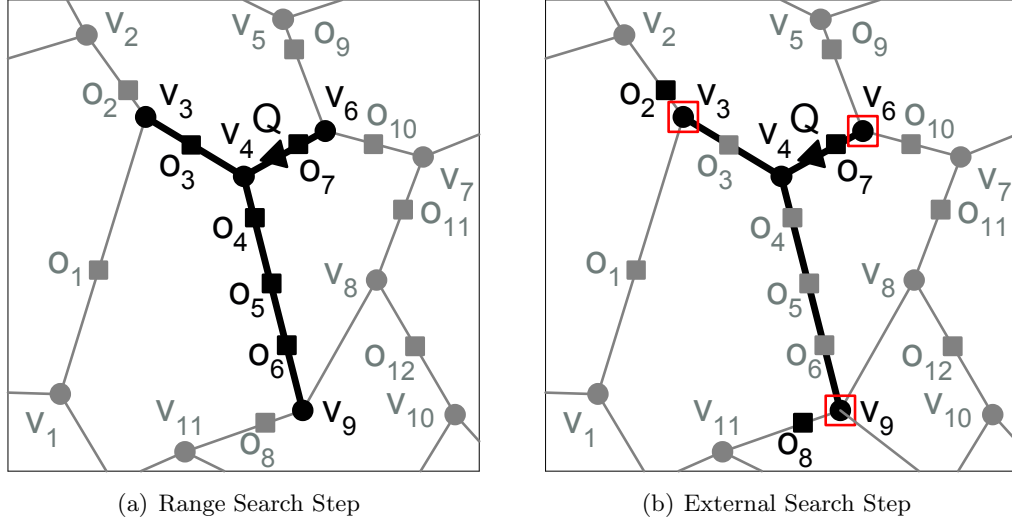 v5
v2
o9
o2
v3
v6
v4
Q
o10
o3
o7
v7
o4
o11
o1
o5
v8
o6
o12
v1
v11
v9
v10
o8
(a) Range Search Step
v5
v2
o9
o2
v3
v6
v4
Q
o10
o3
o7
v7
o4
o11
o1
o5
v8
o6
o12
v1
v11
v9
v10
o8
(b) External Search Step